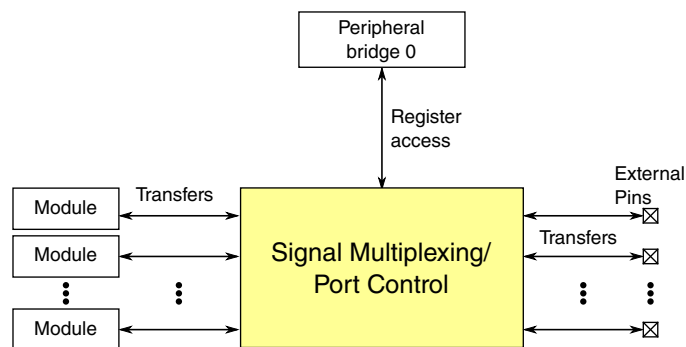 Peripheral
bridge 0
Register
access
External
Pins
Module
Transfers
Signal Multiplexing/
Port Control
Transfers
Module
Module